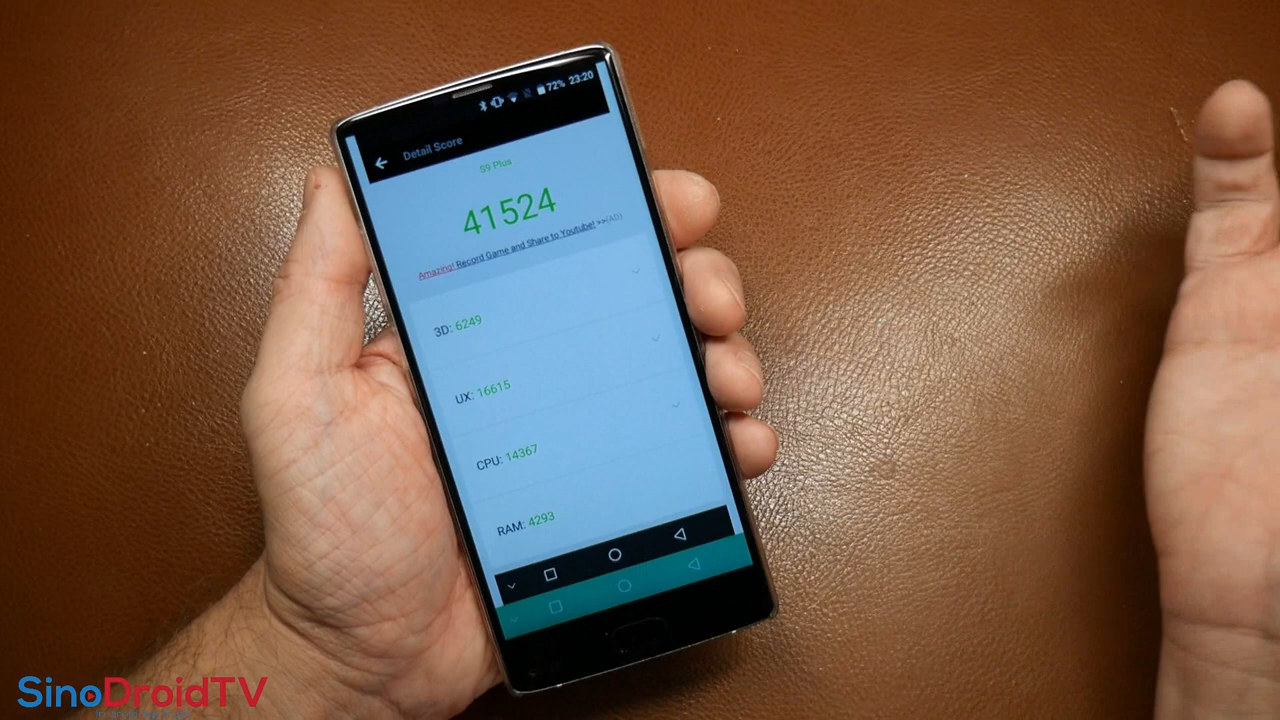 72% 23:20
Detail Score
S9 Plus
41524
Amazing! Record Game and Share to Youtube! >>(AD)
3D: 6249
UX: 16615
CPU: 14367
RAM: 4293
SinoDroidTV